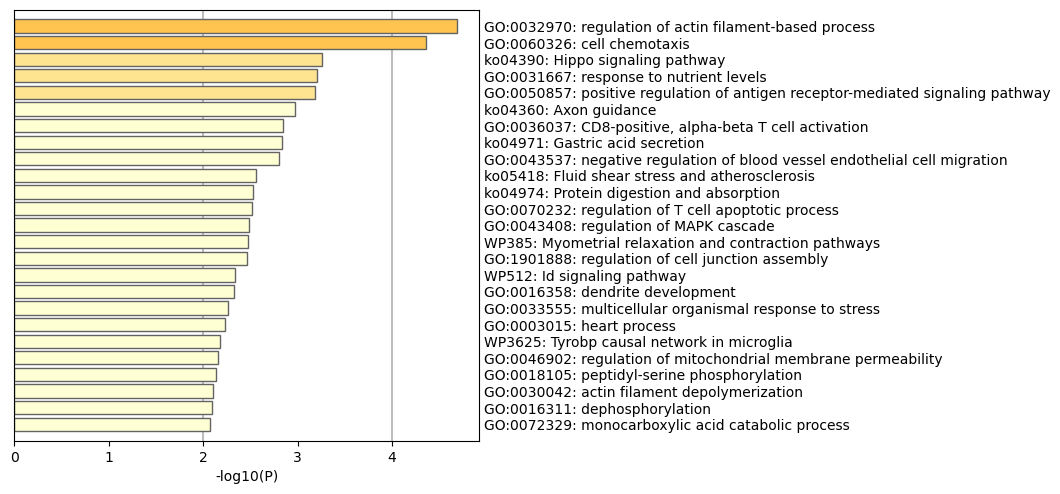 GO:0032970: regulation of actin filament-based process
GO:0060326: cell chemotaxis
ko04390: Hippo signaling pathway
GO:0031667: response to nutrient levels
GO:0050857: positive regulation of antigen receptor-mediated signaling pathway
ko04360: Axon guidance
GO:0036037: CD8-positive, alpha-beta T cell activation
ko04971: Gastric acid secretion
GO:0043537: negative regulation of blood vessel endothelial cell migration
ko05418: Fluid shear stress and atherosclerosis
ko04974: Protein digestion and absorption
GO:0070232: regulation of T cell apoptotic process
GO:0043408: regulation of MAPK cascade
WP385: Myometrial relaxation and contraction pathways
GO:1901888: regulation of cell junction assembly
WP512: Id signaling pathway
GO:0016358: dendrite development
GO:0033555: multicellular organismal response to stress
GO:0003015: heart process
WP3625: Tyrobp causal network in microglia
GO:0046902: regulation of mitochondrial membrane permeability
GO:0018105: peptidyl-serine phosphorylation
GO:0030042: actin filament depolymerization
GO:0016311: dephosphorylation
GO:0072329: monocarboxylic acid catabolic process
0 1 2 3 4
-log10(P)